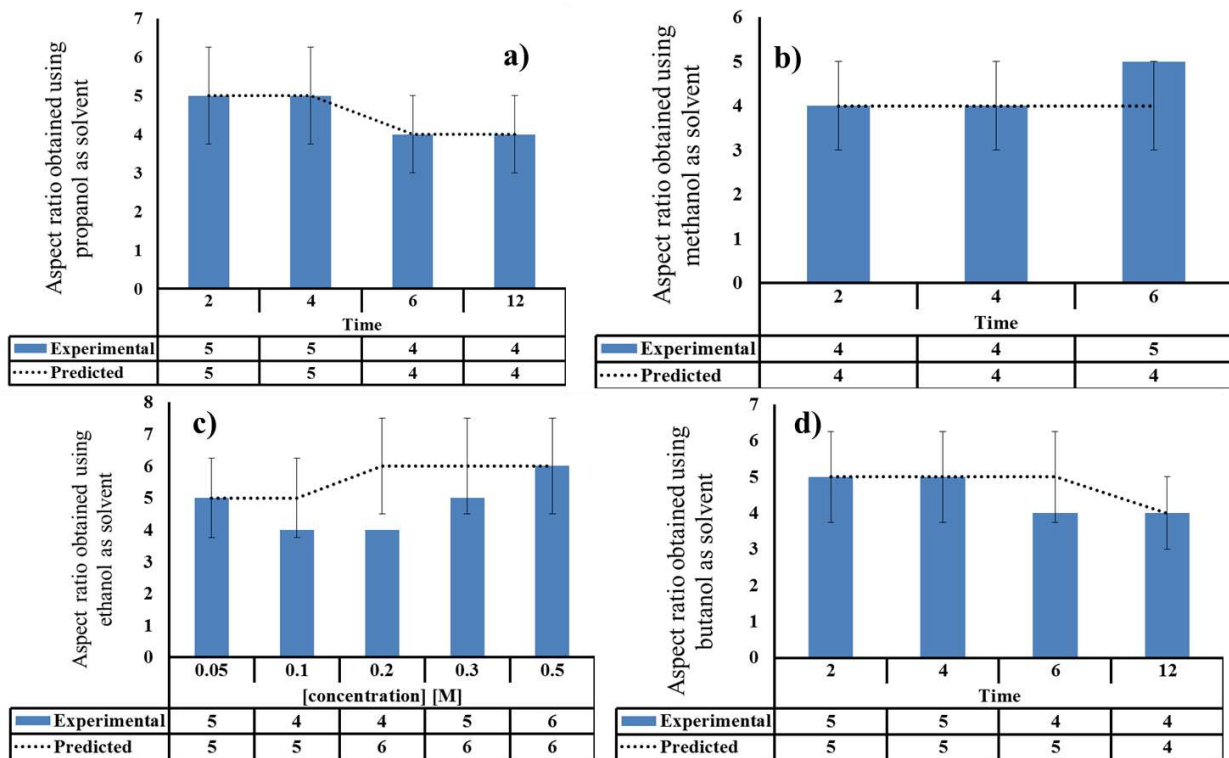 a)
Aspect ratio obtained using
propanol as solvent
7
6
5
4
3
2
1
0
2 4 6 12
Time
Experimental 5 5 4 4
Predicted 5 5 4 4
b)
Aspect ratio obtained using
methanol as solvent
6
5
4
3
2
1
0
2 4 6
Time
Experimental 4 4 5
Predicted 4 4 4
c)
Aspect ratio obtained using
ethanol as solvent
8
7
6
5
4
3
2
1
0
0.05 0.1 0.2 0.3 0.5
[concentration] [M]
Experimental 5 4 4 5 6
Predicted 5 5 6 6 6
d)
Aspect ratio obtained using
butanol as solvent
7
6
5
4
3
2
1
0
2 4 6 12
Time
Experimental 5 5 4 4
Predicted 5 5 5 4